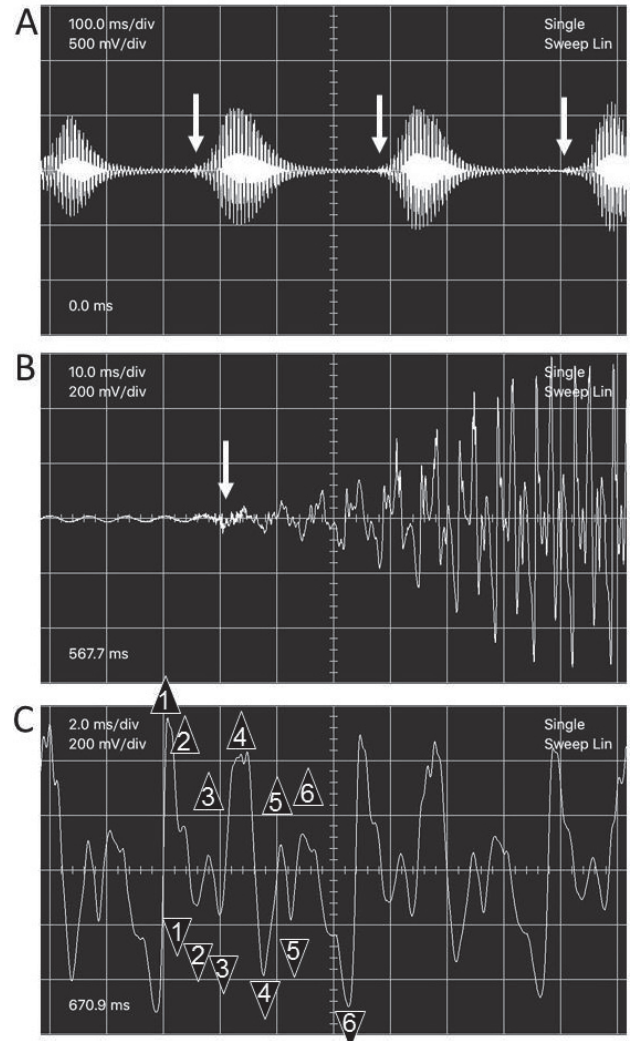 A
100.0 ms/div
500 mV/div
Single
Sweep Lin
0.0 ms
B
10.0 ms/div
200 mV/div
Single
Sweep Lin
567.7 ms
C
2.0 ms/div
200 mV/div
Single
Sweep Lin
1
2
3
4
5
6
1
2
3
4
5
6
670.9 ms